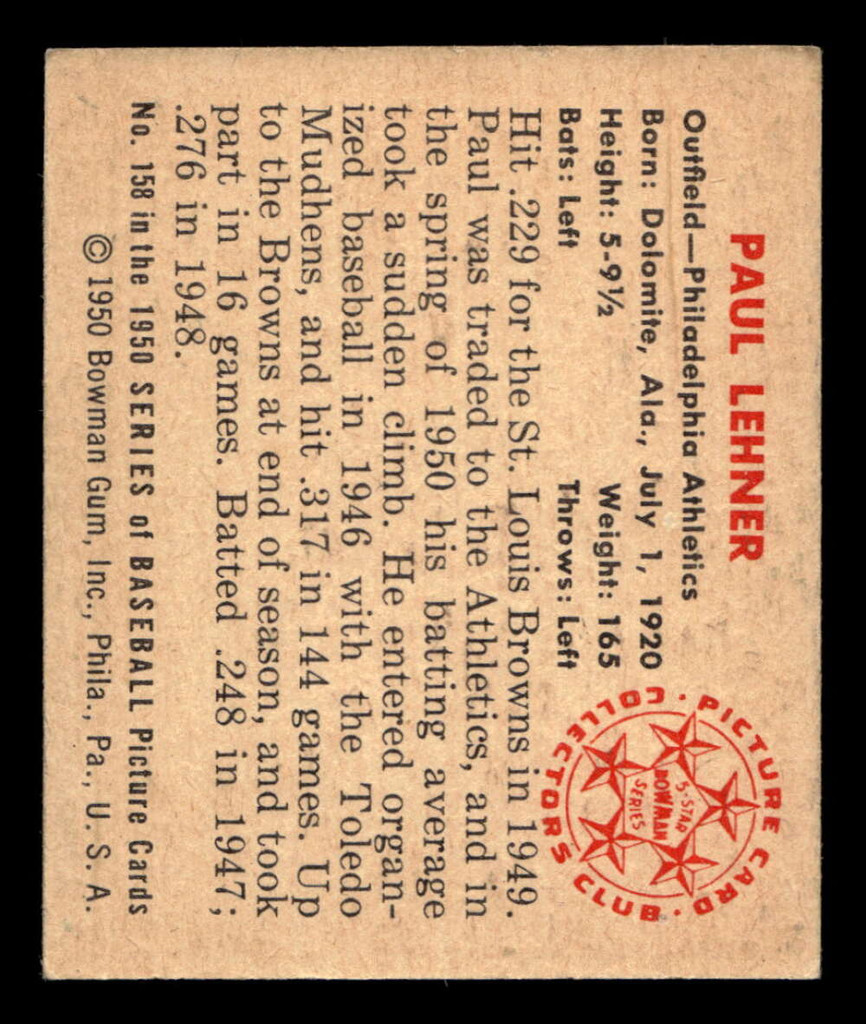 PAUL LEHNER
Outfield—Philadelphia Athletics
Born: Dolomite, Ala., July 1, 1920
Height: 5-9½ Weight: 165
Bats: Left Throws: Left
Hit .229 for the St. Louis Browns in 1949.
Paul was traded to the Athletics, and in
the spring of 1950 his batting average
took a sudden climb. He entered organ-
ized baseball in 1946 with the Toledo
Mudhens, and hit .317 in 144 games. Up
to the Browns at end of season, and took
part in 16 games. Batted .248 in 1947;
.276 in 1948.
No. 158 in the 1950 SERIES of BASEBALL Picture Cards
© 1950 Bowman Gum, Inc., Phila., Pa., U. S. A.
PICTURE CARD · COLLECTORS CLUB ·
5-STAR
BOWMAN
SERIES